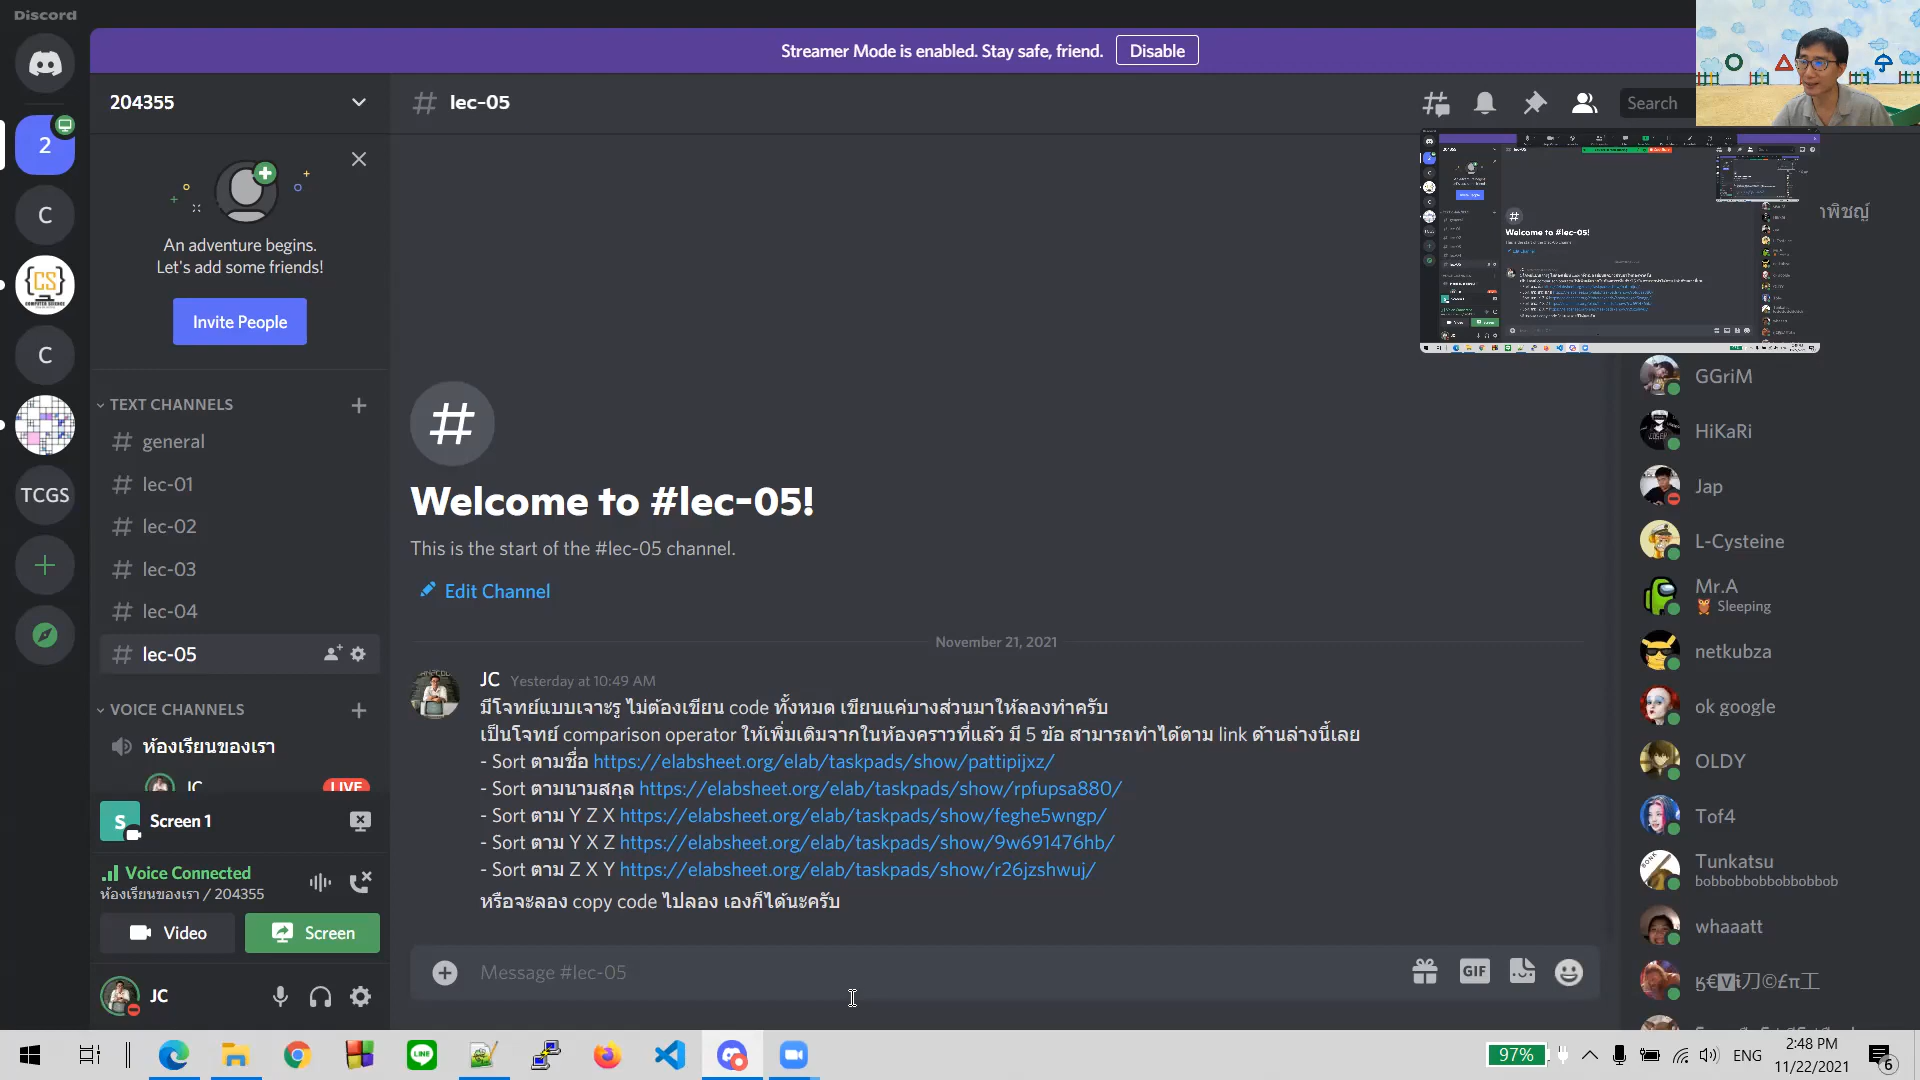 Discord
Streamer Mode is enabled. Stay safe, friend.
Disable
204355
lec-05
Search
2
C
CS
C
TCGS
An adventure begins.
Let's add some friends!
Invite People
TEXT CHANNELS
general
lec-01
lec-02
lec-03
lec-04
lec-05
VOICE CHANNELS
ห้องเรียนของเรา
JC
LIVE
S
Screen 1
Voice Connected
ห้องเรียนของเรา / 204355
Video
Screen
JC
Welcome to #lec-05!
This is the start of the #lec-05 channel.
Edit Channel
November 21, 2021
JC Yesterday at 10:49 AM
มีโจทย์แบบเจาะรู ไม่ต้องเขียน code ทั้งหมด เขียนแค่บางส่วนมาให้ลองทำครับ
เป็นโจทย์ comparison operator ให้เพิ่มเติมจากในห้องคราวที่แล้ว มี 5 ข้อ สามารถทำได้ตาม link ด้านล่างนี้เลย
- Sort ตามชื่อ https://elabsheet.org/elab/taskpads/show/pattipijxz/
- Sort ตามนามสกุล https://elabsheet.org/elab/taskpads/show/rpfupsa880/
- Sort ตาม Y Z X https://elabsheet.org/elab/taskpads/show/feghe5wngp/
- Sort ตาม Y X Z https://elabsheet.org/elab/taskpads/show/9w691476hb/
- Sort ตาม Z X Y https://elabsheet.org/elab/taskpads/show/r26jzshwuj/
หรือจะลอง copy code ไปลอง เองก็ได้นะครับ
Message #lec-05
GIF
Welcome to #lec-05!
GGriM
HiKaRi
Jap
L-Cysteine
Mr.A
Sleeping
netkubza
ok google
OLDY
Tof4
Tunkatsu
bobbobbobbobbobbob
whaaatt
97%
ENG
2:48 PM
11/22/2021
6